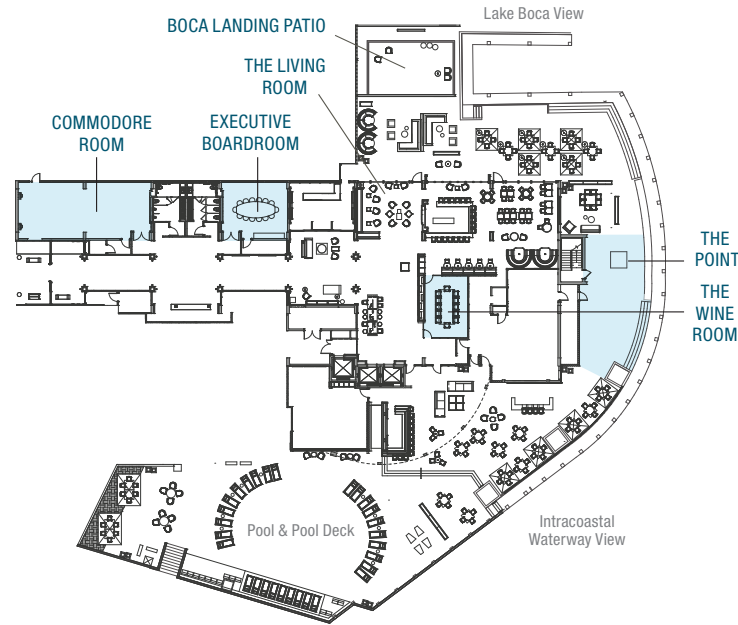 Lake Boca View
BOCA LANDING PATIO
THE LIVING
ROOM
COMMODORE
ROOM
EXECUTIVE
BOARDROOM
THE
POINT
THE
WINE
ROOM
Pool & Pool Deck
Intracoastal
Waterway View